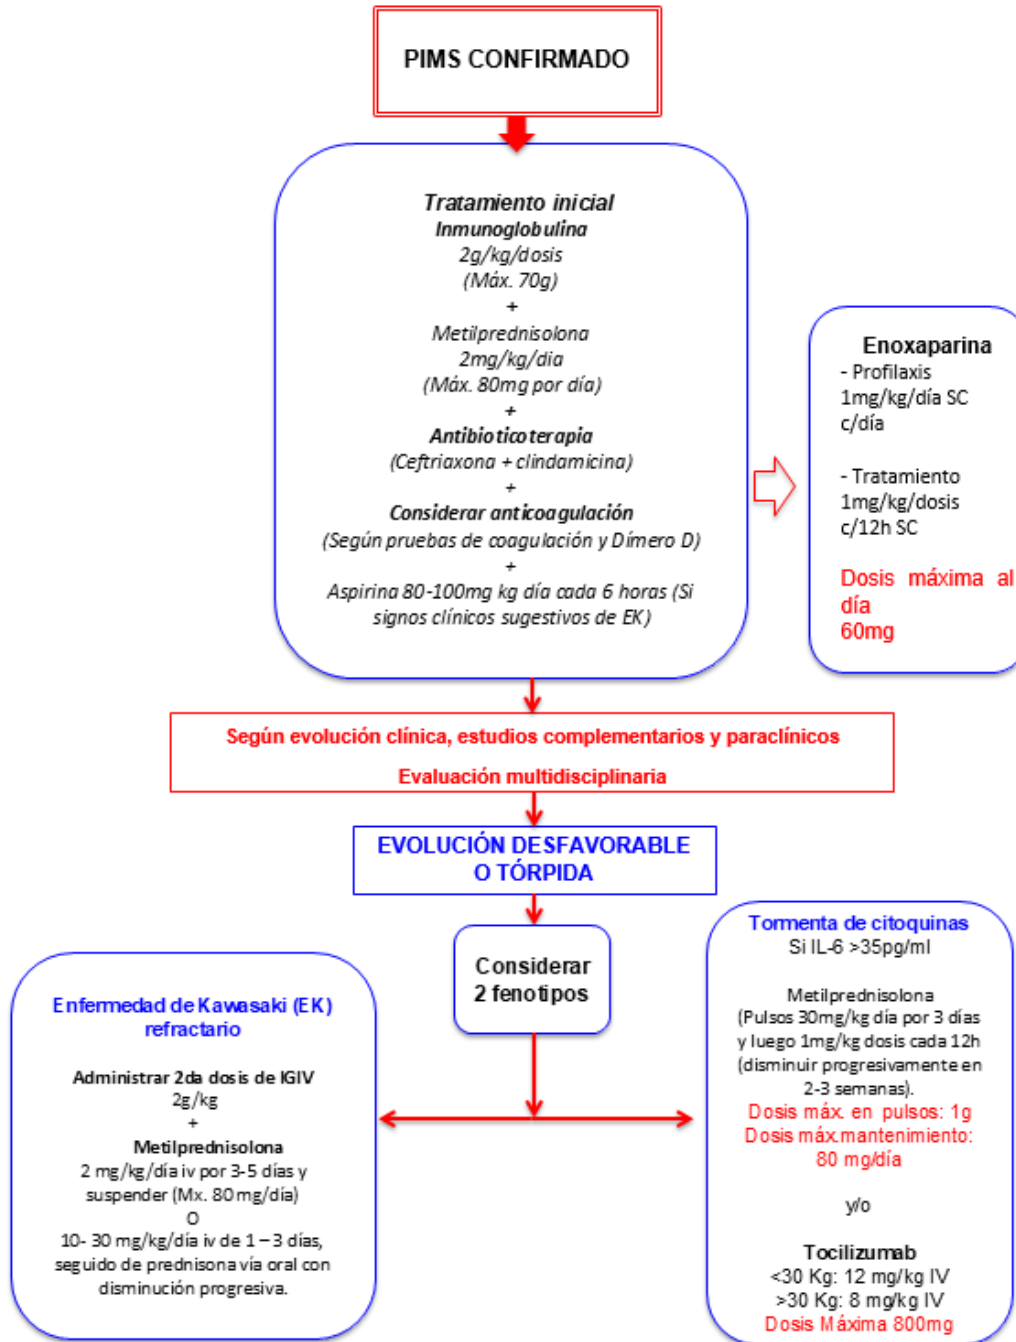 PIMS CONFIRMADO
Tratamiento inicial
Inmunoglobulina
2g/kg/dosis
(Máx. 70g)
+
Metilprednisolona
2mg/kg/día
(Máx. 80mg por día)
+
Antibioticoterapia
(Ceftriaxona + clindamicina)
+
Considerar anticoagulación
(Según pruebas de coagulación y Dímero D)
+
Aspirina 80-100mg kg día cada 6 horas (Si
signos clínicos sugestivos de EK)
Enoxaparina
- Profilaxis
1mg/kg/día SC
c/día
- Tratamiento
1mg/kg/dosis
c/12h SC
Dosis máxima al
día
60mg
Según evolución clínica, estudios complementarios y paraclínicos
Evaluación multidisciplinaria
EVOLUCIÓN DESFAVORABLE
O TÓRPIDA
Considerar
2 fenotipos
Enfermedad de Kawasaki (EK)
refractario
Administrar 2da dosis de IGIV
2g/kg
+
Metilprednisolona
2 mg/kg/día iv por 3-5 días y
suspender (Mx. 80 mg/día)
O
10- 30 mg/kg/día iv de 1 – 3 días,
seguido de prednisona vía oral con
disminución progresiva.
Tormenta de citoquinas
Si IL-6 >35pg/ml
Metilprednisolona
(Pulsos 30mg/kg día por 3 días
y luego 1mg/kg dosis cada 12h
(disminuir progresivamente en
2-3 semanas).
Dosis máx. en pulsos: 1g
Dosis máx.mantenimiento:
80 mg/día
y/o
Tocilizumab
<30 Kg: 12 mg/kg IV
>30 Kg: 8 mg/kg IV
Dosis Máxima 800mg